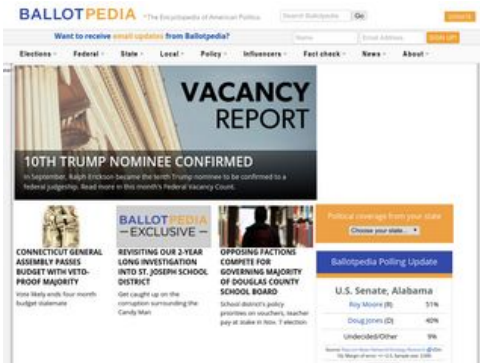 BALLOTPEDIA
"The Encyclopedia of American Politics.
Search Ballotpedia
Go
DONATE
Want to receive email updates from Ballotpedia?
Name
Email Address
SIGN UP!
Elections
Federal
State
Local
Policy
Influencers
Fact check
News
About
VACANCY
REPORT
10TH TRUMP NOMINEE CONFIRMED
In September, Ralph Erickson became the tenth Trump nominee to be confirmed to a
federal judgeship. Read more in this month's Federal Vacancy Count.
CONNECTICUT GENERAL
ASSEMBLY PASSES
BUDGET WITH VETO-
PROOF MAJORITY
Vote likely ends four month
budget stalemate
BALLOTPEDIA
– EXCLUSIVE –
REVISITING OUR 2-YEAR
LONG INVESTIGATION
INTO ST. JOSEPH SCHOOL
DISTRICT
Get caught up on the
corruption surrounding the
Candy Man
OPPOSING FACTIONS
COMPETE FOR
GOVERNING MAJORITY
OF DOUGLAS COUNTY
SCHOOL BOARD
School district's policy
priorities on vouchers, teacher
pay at stake in Nov. 7 election
Political coverage from your state
Choose your state...
Ballotpedia Polling Update
U.S. Senate, Alabama
Roy Moore (R) 51%
Doug Jones (D) 40%
Undecided/Other 9%